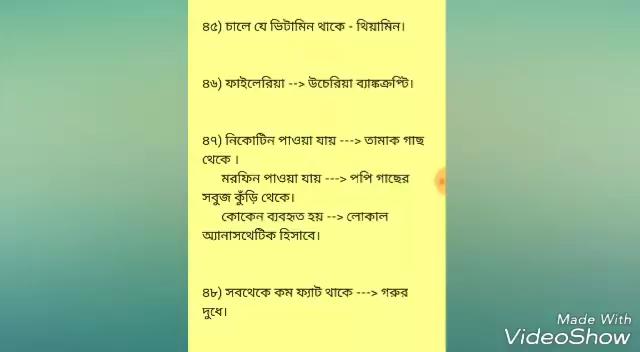 ৪৫) চালে যে ভিটামিন থাকে - থিয়ামিন।
৪৬) ফাইলেরিয়া --> উচেরিয়া ব্যাঙ্কক্রপ্টি।
৪৭) নিকোটিন পাওয়া যায় ---> তামাক গাছ
থেকে ।
মরফিন পাওয়া যায় ---> পপি গাছের
সবুজ কুঁড়ি থেকে।
কোকেন ব্যবহৃত হয় --> লোকাল
অ্যানাসথেটিক হিসাবে।
৪৮) সবথেকে কম ফ্যাট থাকে ---> গরুর
দুধে।
Made With
VideoShow